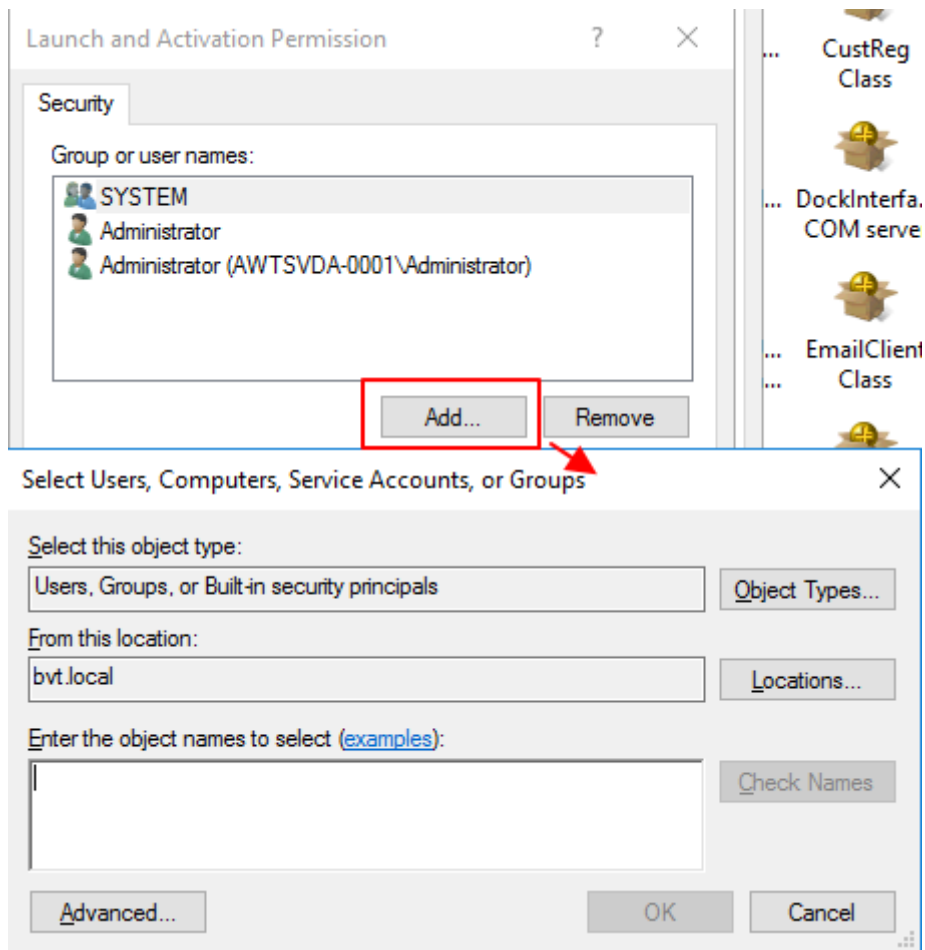 Launch and Activation Permission
?
...
CustReg
Class
Security
Group or user names:
SYSTEM
Administrator
Administrator (AWTSVDA-0001\Administrator)
... DockInterfa.
COM serve
... EmailClient
... Class
Add...
Remove
Select Users, Computers, Service Accounts, or Groups
Select this object type:
Users, Groups, or Built-in security principals
Object Types...
From this location:
bvt.local
Locations...
Enter the object names to select (examples):
Check Names
Advanced...
OK
Cancel